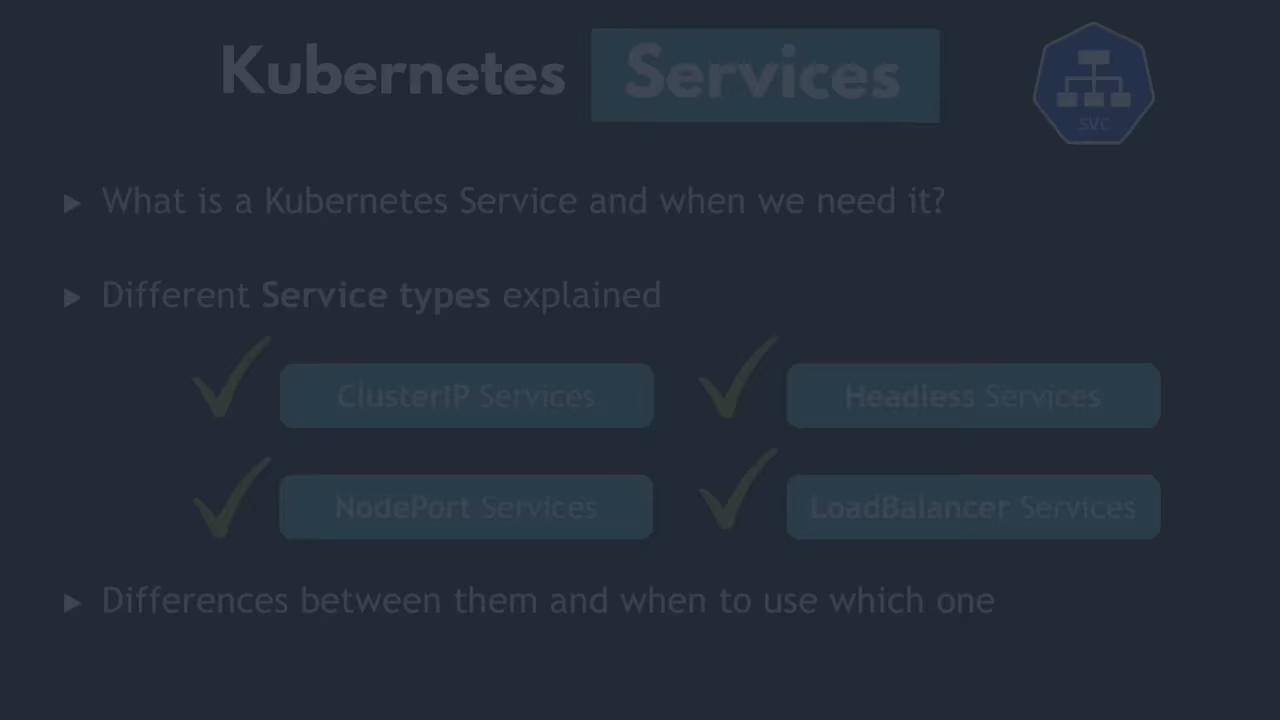 Kubernetes Services
SVC
What is a Kubernetes Service and when we need it?
Different Service types explained
ClusterIP Services
Headless Services
NodePort Services
LoadBalancer Services
Differences between them and when to use which one